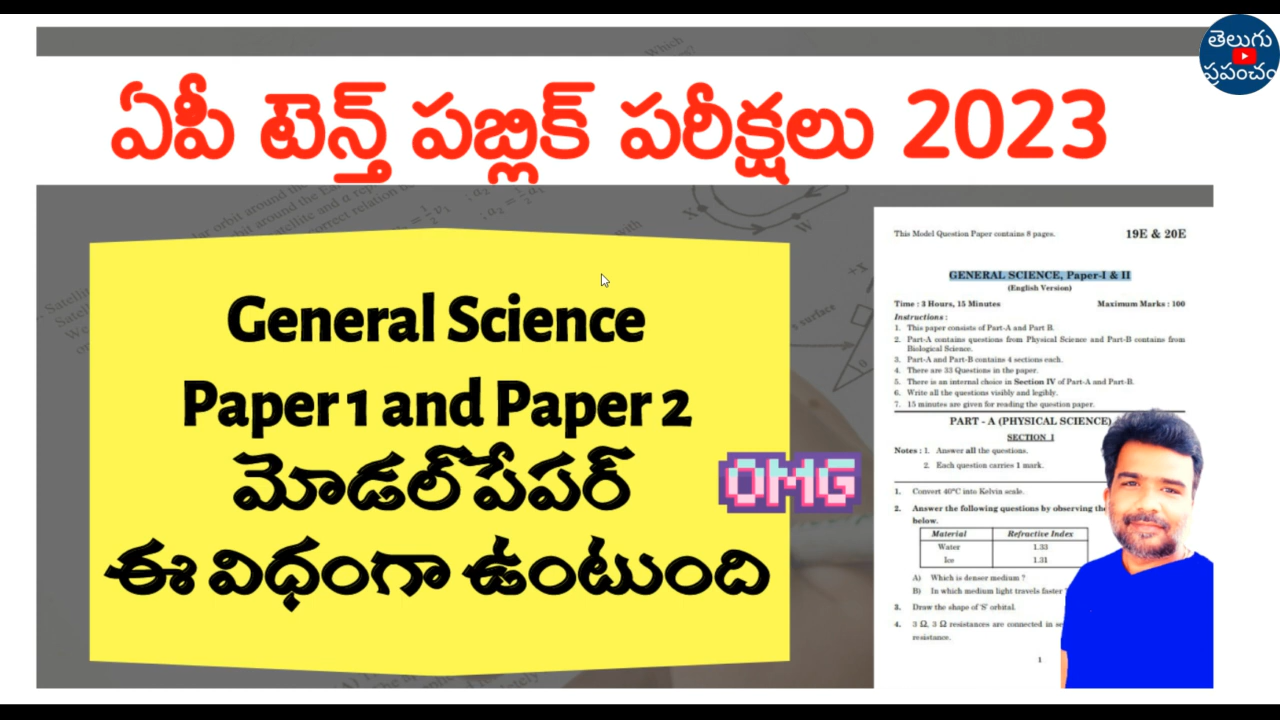 తెలుగు
ప్రపంచం
ఏపీ టెన్త్ పబ్లిక్ పరీక్షలు 2023
General Science
Paper 1 and Paper 2
మోడల్ పేపర్
ఈ విధంగా ఉంటుంది
OMG
This Model Question Paper contains 8 pages. 19E & 20E
GENERAL SCIENCE, Paper-I & II
(English Version)
Time : 3 Hours, 15 Minutes Maximum Marks : 100
Instructions :
1. This paper consists of Part-A and Part B.
2. Part-A contains questions from Physical Science and Part-B contains from
Biological Science.
3. Part-A and Part-B contains 4 sections each.
4. There are 33 Questions in the paper.
5. There is an internal choice in Section IV of Part-A and Part-B.
6. Write all the questions visibly and legibly.
7. 15 minutes are given for reading the question paper.
PART - A (PHYSICAL SCIENCE)
SECTION I
Notes : 1. Answer all the questions.
2. Each question carries 1 mark.
1. Convert 40°C into Kelvin scale.
2. Answer the following questions by observing the
below.
Material Refractive Index
Water 1.33
Ice 1.31
A) Which is denser medium ?
B) In which medium light travels faster
3. Draw the shape of 'S' orbital.
4. 3 Ω, 3 Ω resistances are connected in
resistance.
1